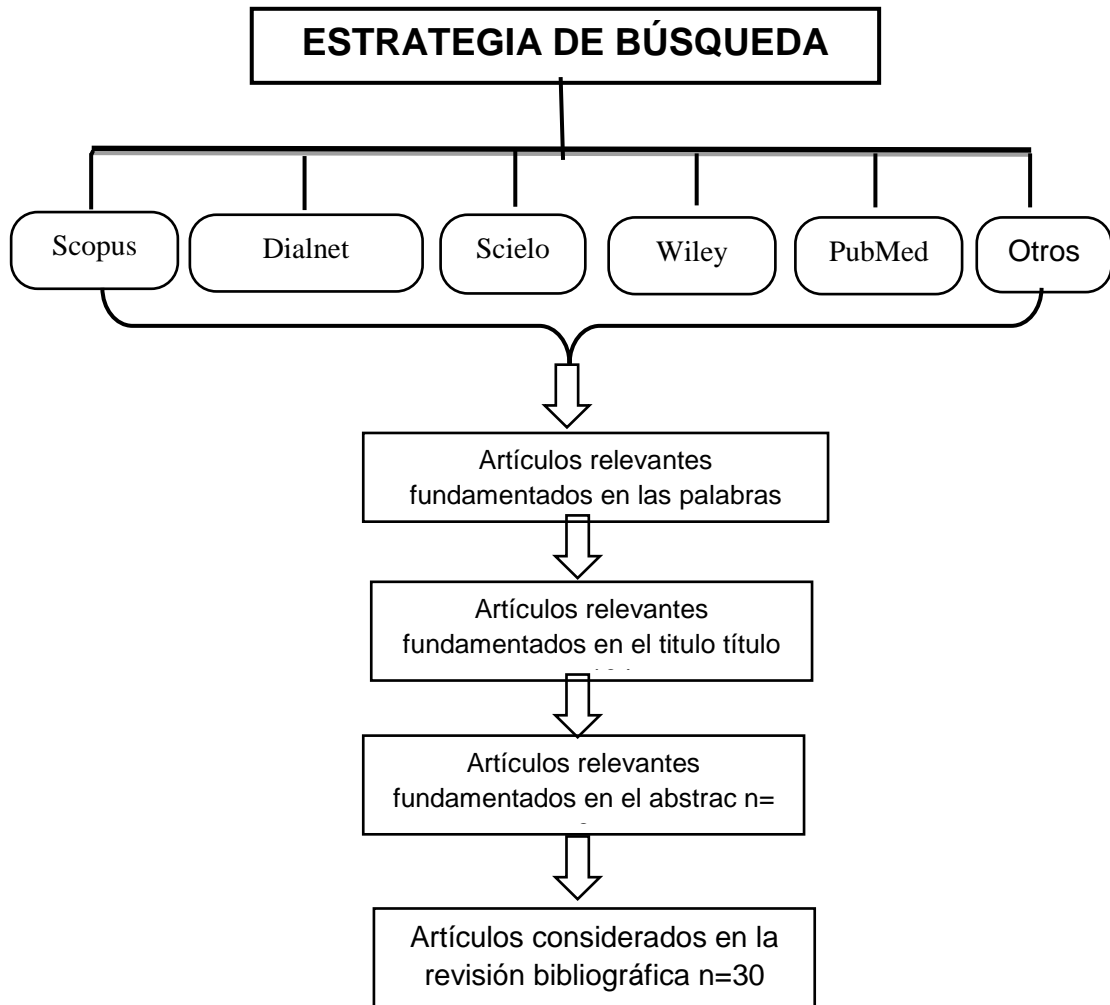 ESTRATEGIA DE BÚSQUEDA
Scopus
Dialnet
Scielo
Wiley
PubMed
Otros
Artículos relevantes
fundamentados en las palabras
Artículos relevantes
fundamentados en el titulo título
Artículos relevantes
fundamentados en el abstrac n=
Artículos considerados en la
revisión bibliográfica n=30